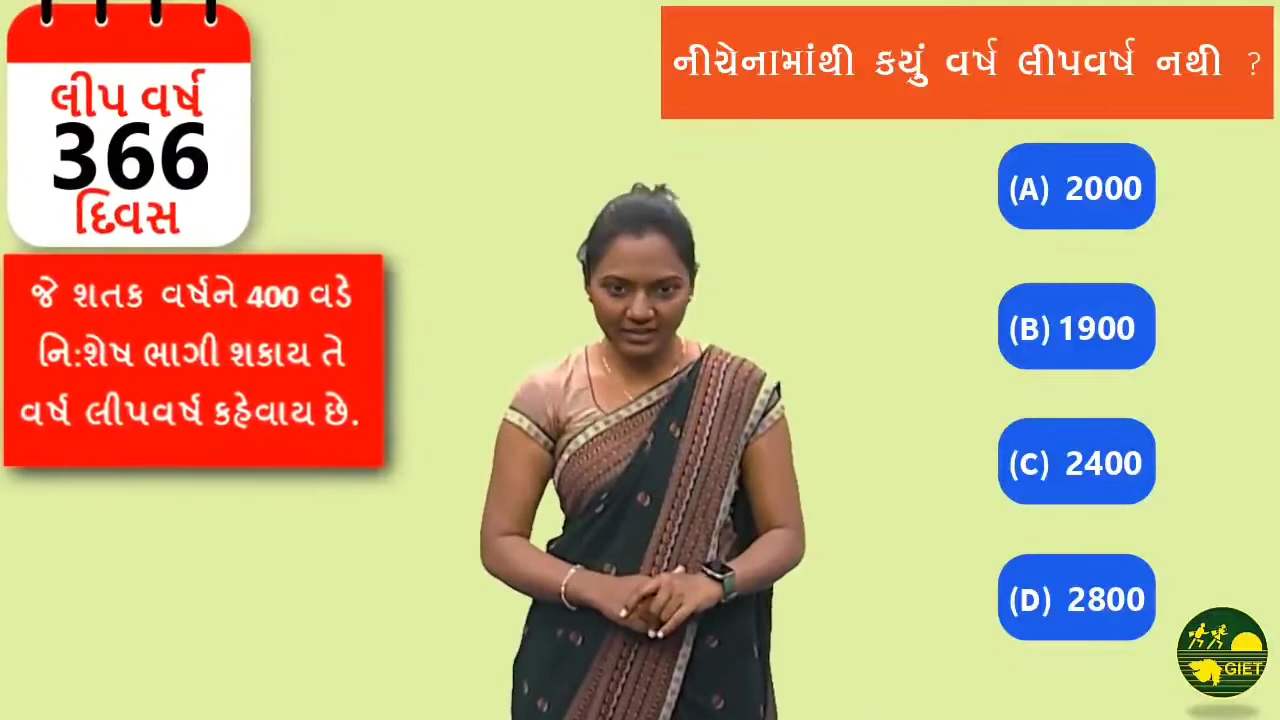 લીપ વર્ષ
366
દિવસ
જે શતક વર્ષને 400 વડે
નિ:શેષ ભાગી શકાય તે
વર્ષ લીપવર્ષ કહેવાય છે.
નીચેનામાંથી કયું વર્ષ લીપવર્ષ નથી ?
(A) 2000
(B) 1900
(C) 2400
(D) 2800
GIET